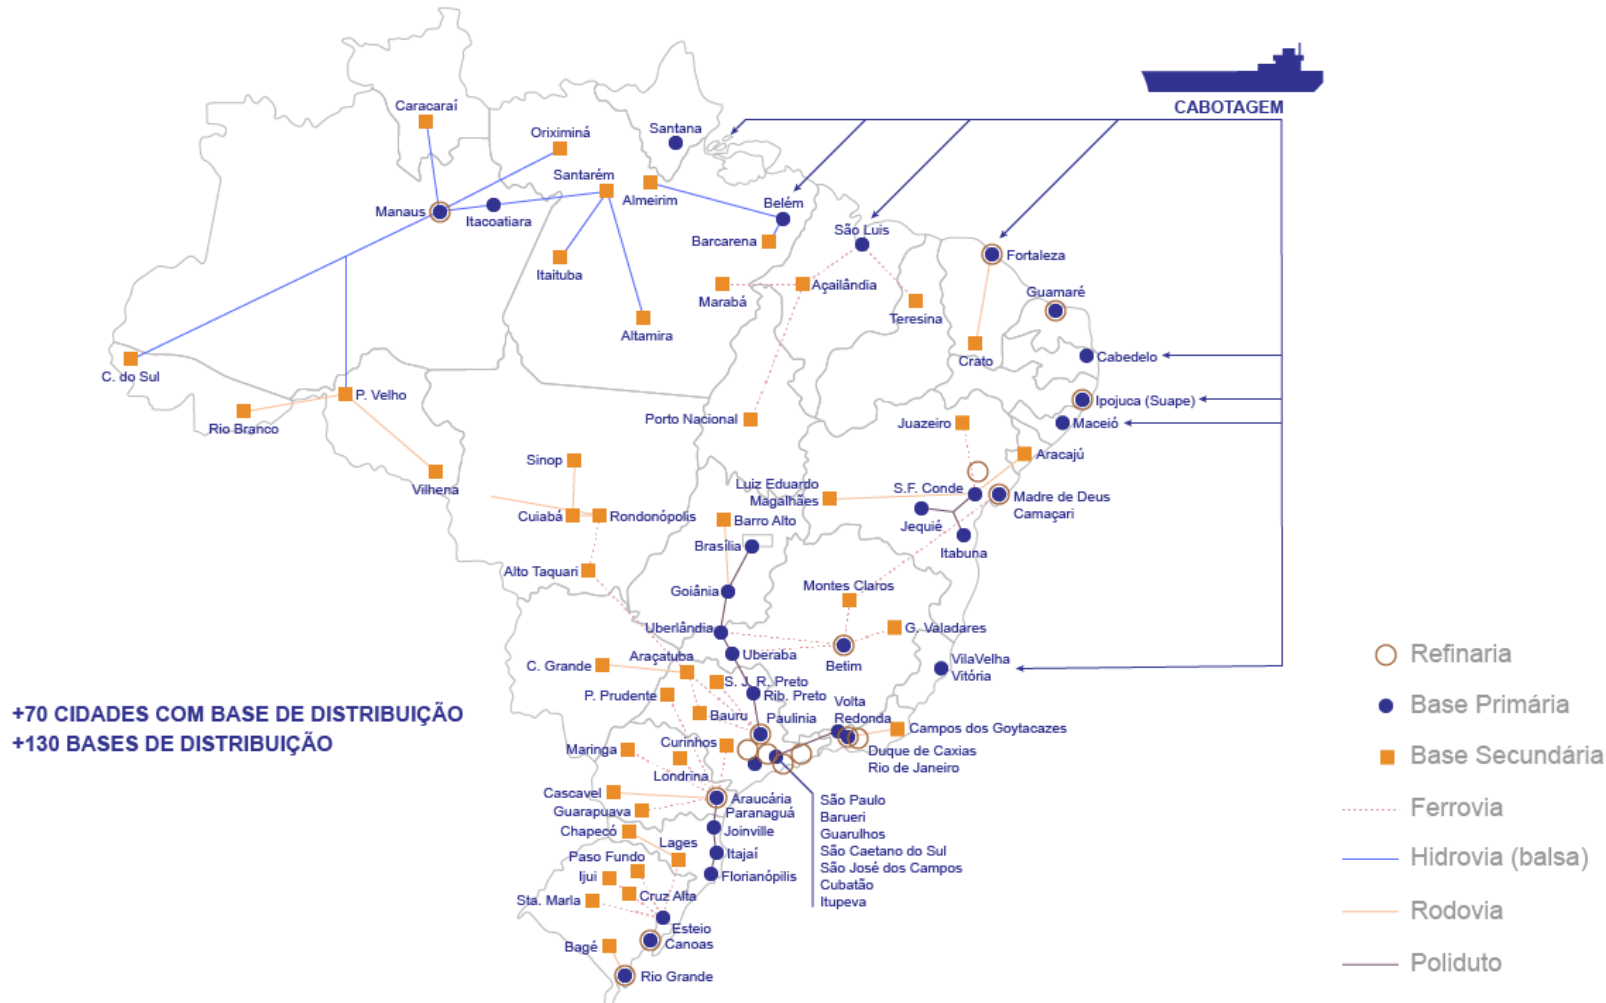 CABOTAGEM
Caracaraí
Oriximiná
Santana
Santarém
Almeirim
Belém
Manaus
Itacoatiara
Barcarena
São Luis
Fortaleza
Itaituba
Marabá
Açailândia
Guamaré
Teresina
Altamira
Crato
Cabedelo
C. do Sul
P. Velho
Rio Branco
Ipojuca (Suape)
Porto Nacional
Juazeiro
Maceió
Aracajú
Vilhena
Sinop
Luiz Eduardo
Magalhães
S.F. Conde
Madre de Deus
Camaçari
Cuiabá
Rondonópolis
Barro Alto
Jequié
Itabuna
Brasília
Alto Taquari
Goiânia
Montes Claros
Uberlândia
G. Valadares
Uberaba
Betim
VilaVelha
Vitória
C. Grande
Araçatuba
S. J. R. Preto
P. Prudente
Rib. Preto
Bauru
Paulinia
Volta
Redonda
Campos dos Goytacazes
Maringa
Curinhos
Londrina
Duque de Caxias
Rio de Janeiro
Cascavel
Guarapuava
Araucária
Paranaguá
Chapecó
Joinville
Lages
Itajaí
Paso Fundo
Ijui
Florianópilis
Sta. Marla
Cruz Alta
Esteio
Canoas
Bagé
Rio Grande
São Paulo
Barueri
Guarulhos
São Caetano do Sul
São José dos Campos
Cubatão
Itupeva
+70 CIDADES COM BASE DE DISTRIBUIÇÃO
+130 BASES DE DISTRIBUIÇÃO
Refinaria
Base Primária
Base Secundária
Ferrovia
Hidrovia (balsa)
Rodovia
Poliduto